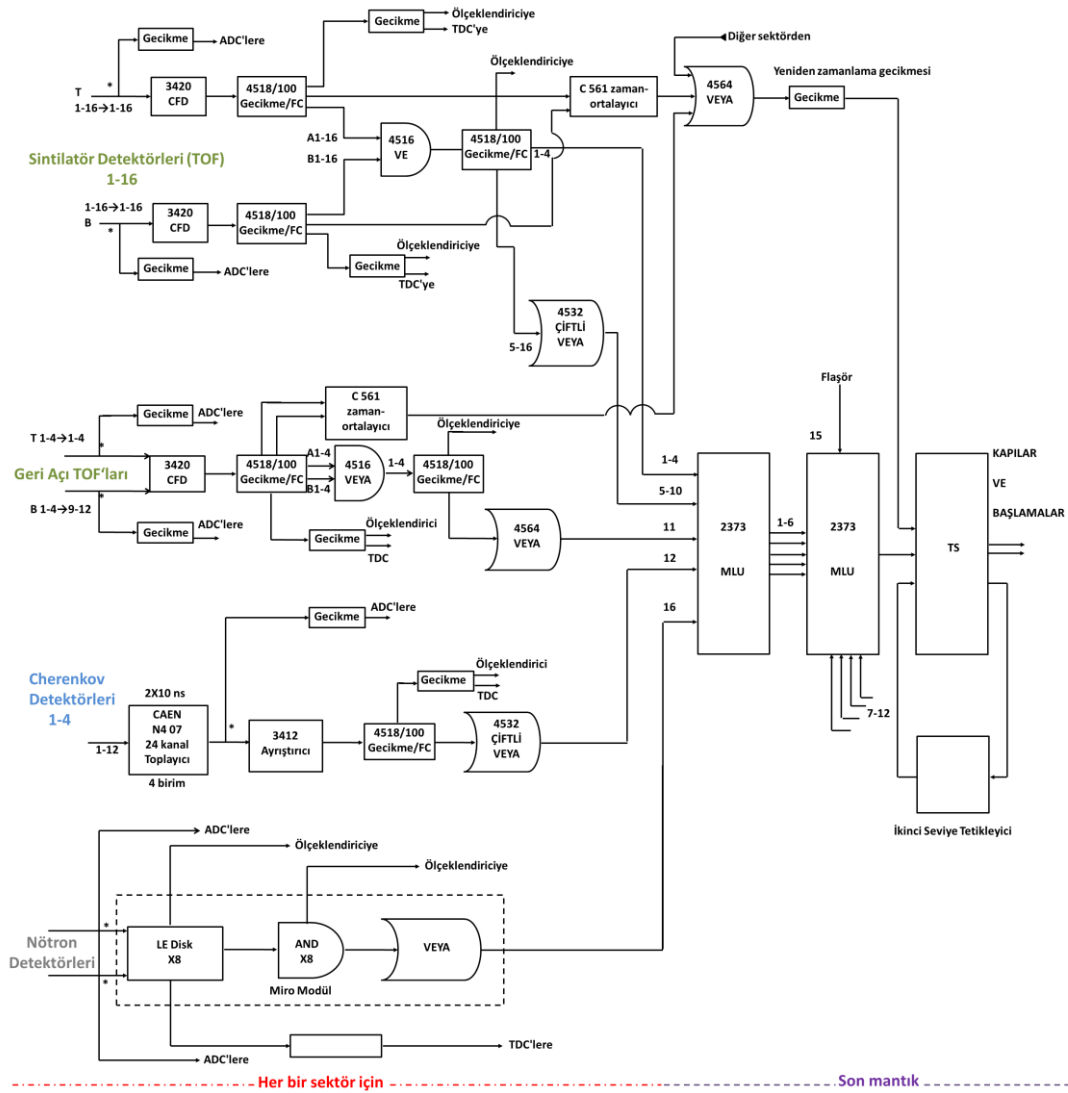 Gecikme
ADC'lere
Gecikme
Ölçeklendiriciye
TDC'ye
Diğer sektörden
*
T
1-16→1-16
3420
CFD
4518/100
Gecikme/FC
Ölçeklendiriciye
C 561 zaman-
ortalayıcı
4564
VEYA
Yeniden zamanlama gecikmesi
Gecikme
A1-16
B1-16
4516
VE
4518/100
Gecikme/FC
1-4
Sintilatör Detektörleri (TOF)
1-16
1-16→1-16
B
*
3420
CFD
4518/100
Gecikme/FC
Gecikme
ADC'lere
Gecikme
Ölçeklendiriciye
TDC'ye
5-16
4532
ÇİFTLİ
VEYA
Flaşör
15
C 561
zaman-
ortalayıcı
Gecikme
ADC'lere
Ölçeklendiriciye
T 1-4→1-4
*
Geri Açı TOF'ları
*
B 1-4→9-12
3420
CFD
4518/100
Gecikme/FC
A1-4
B1-4
4516
VEYA
1-4
4518/100
Gecikme/FC
Gecikme
ADC'lere
Gecikme
Ölçeklendirici
TDC
4564
VEYA
1-4
5-10
11
12
16
2373
MLU
1-6
2373
MLU
7-12
TS
KAPILAR
VE
BAŞLAMALAR
Gecikme
ADC'lere
Cherenkov
Detektörleri
1-4
1-12
2X10 ns
CAEN
N4 07
24 kanal
Toplayıcı
4 birim
*
3412
Ayrıştırıcı
4518/100
Gecikme/FC
Gecikme
Ölçeklendirici
TDC
4532
ÇİFTLİ
VEYA
İkinci Seviye Tetikleyici
ADC'lere
Ölçeklendiriciye
Ölçeklendiriciye
Nötron
Detektörleri
*
*
LE Disk
X8
AND
X8
VEYA
Miro Modül
TDC'lere
ADC'lere
Her bir sektör için
Son mantık